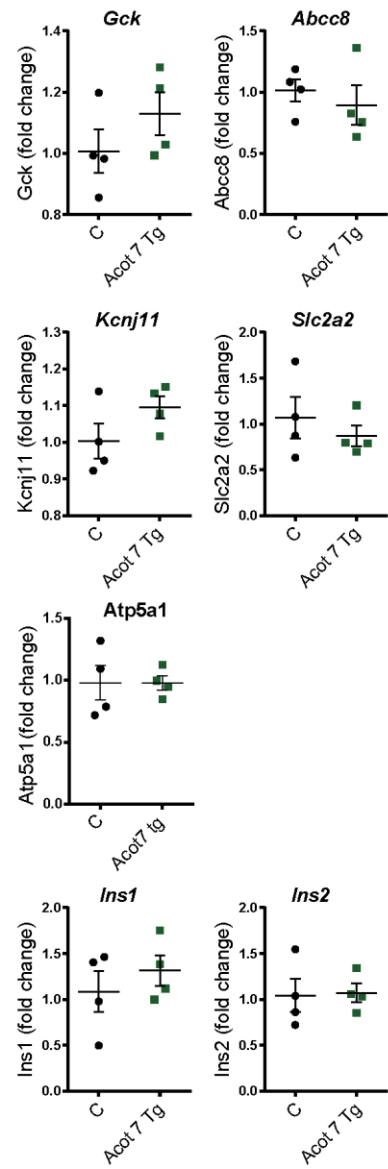 Gck
Gck (fold change)
1.4
1.2
1.0
0.8
C
Acot 7 Tg
Abcc8
Abcc8 (fold change)
1.5
1.0
0.5
0.0
C
Acot 7 Tg
Kcnj11
Kcnj11 (fold change)
1.3
1.2
1.1
1.0
0.9
0.8
C
Acot 7 Tg
Slc2a2
Slc2a2 (fold change)
2.0
1.5
1.0
0.5
0.0
C
Acot 7 Tg
Atp5a1
Atp5a1 (fold change)
1.5
1.0
0.5
0.0
C
Acot7 tg
Ins1
Ins1 (fold change)
2.0
1.5
1.0
0.5
0.0
C
Acot 7 Tg
Ins2
Ins2 (fold change)
2.0
1.5
1.0
0.5
0.0
C
Acot 7 Tg